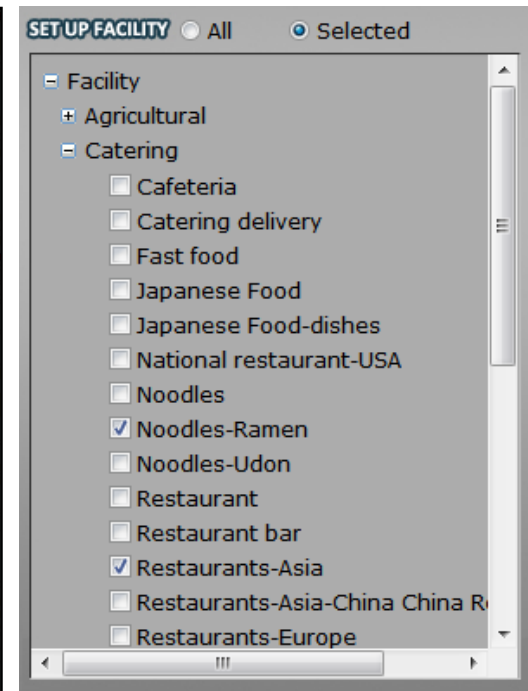 SET UP FACILITY All Selected
Facility
Agricultural
Catering
Cafeteria
Catering delivery
Fast food
Japanese Food
Japanese Food-dishes
National restaurant-USA
Noodles
Noodles-Ramen
Noodles-Udon
Restaurant
Restaurant bar
Restaurants-Asia
Restaurants-Asia-China China R
Restaurants-Europe